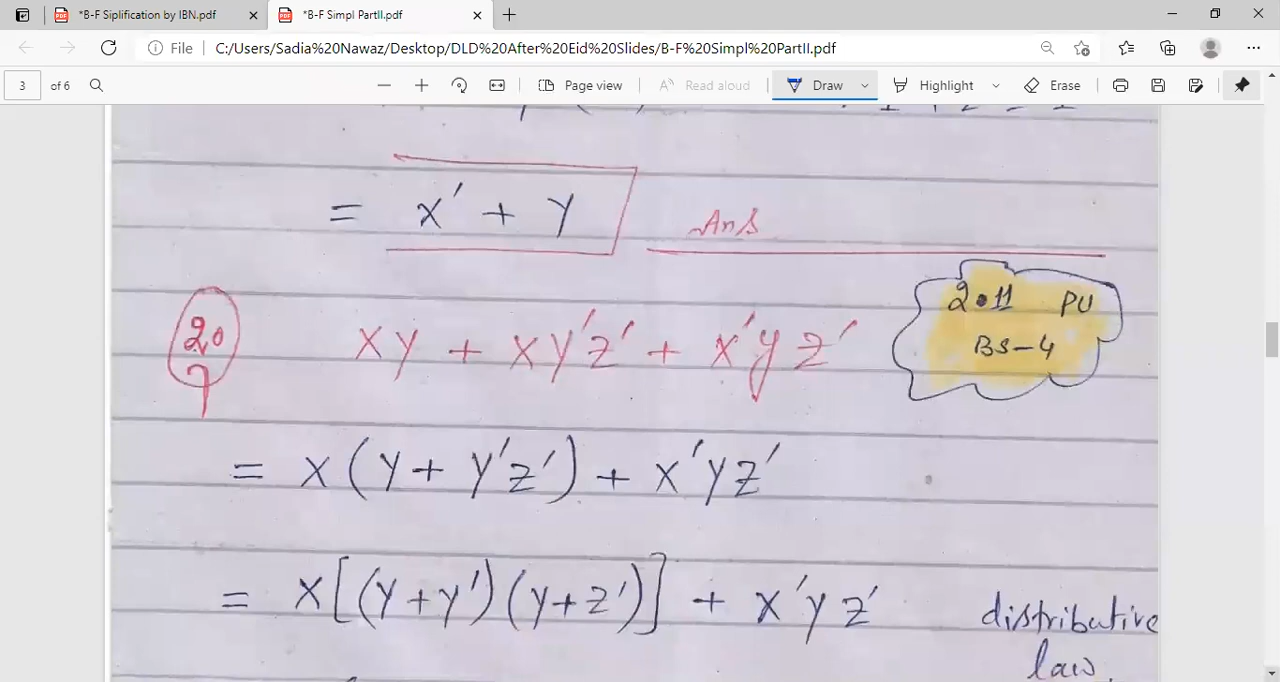 *B-F Siplification by IBN.pdf
*B-F Simpl PartII.pdf
File
C:/Users/Sadia%20Nawaz/Desktop/DLD%20After%20Eid%20Slides/B-F%20Simpl%20PartII.pdf
3 of 6
Page view
Read aloud
Draw
Highlight
Erase
= x' + y Ans
20 xy + xy'z' + x'yz'
2.11 PU
BS-4
= x(y + y'z') + x'yz'
= x[(y+y')(y+z')] + x'yz' distributive
law.